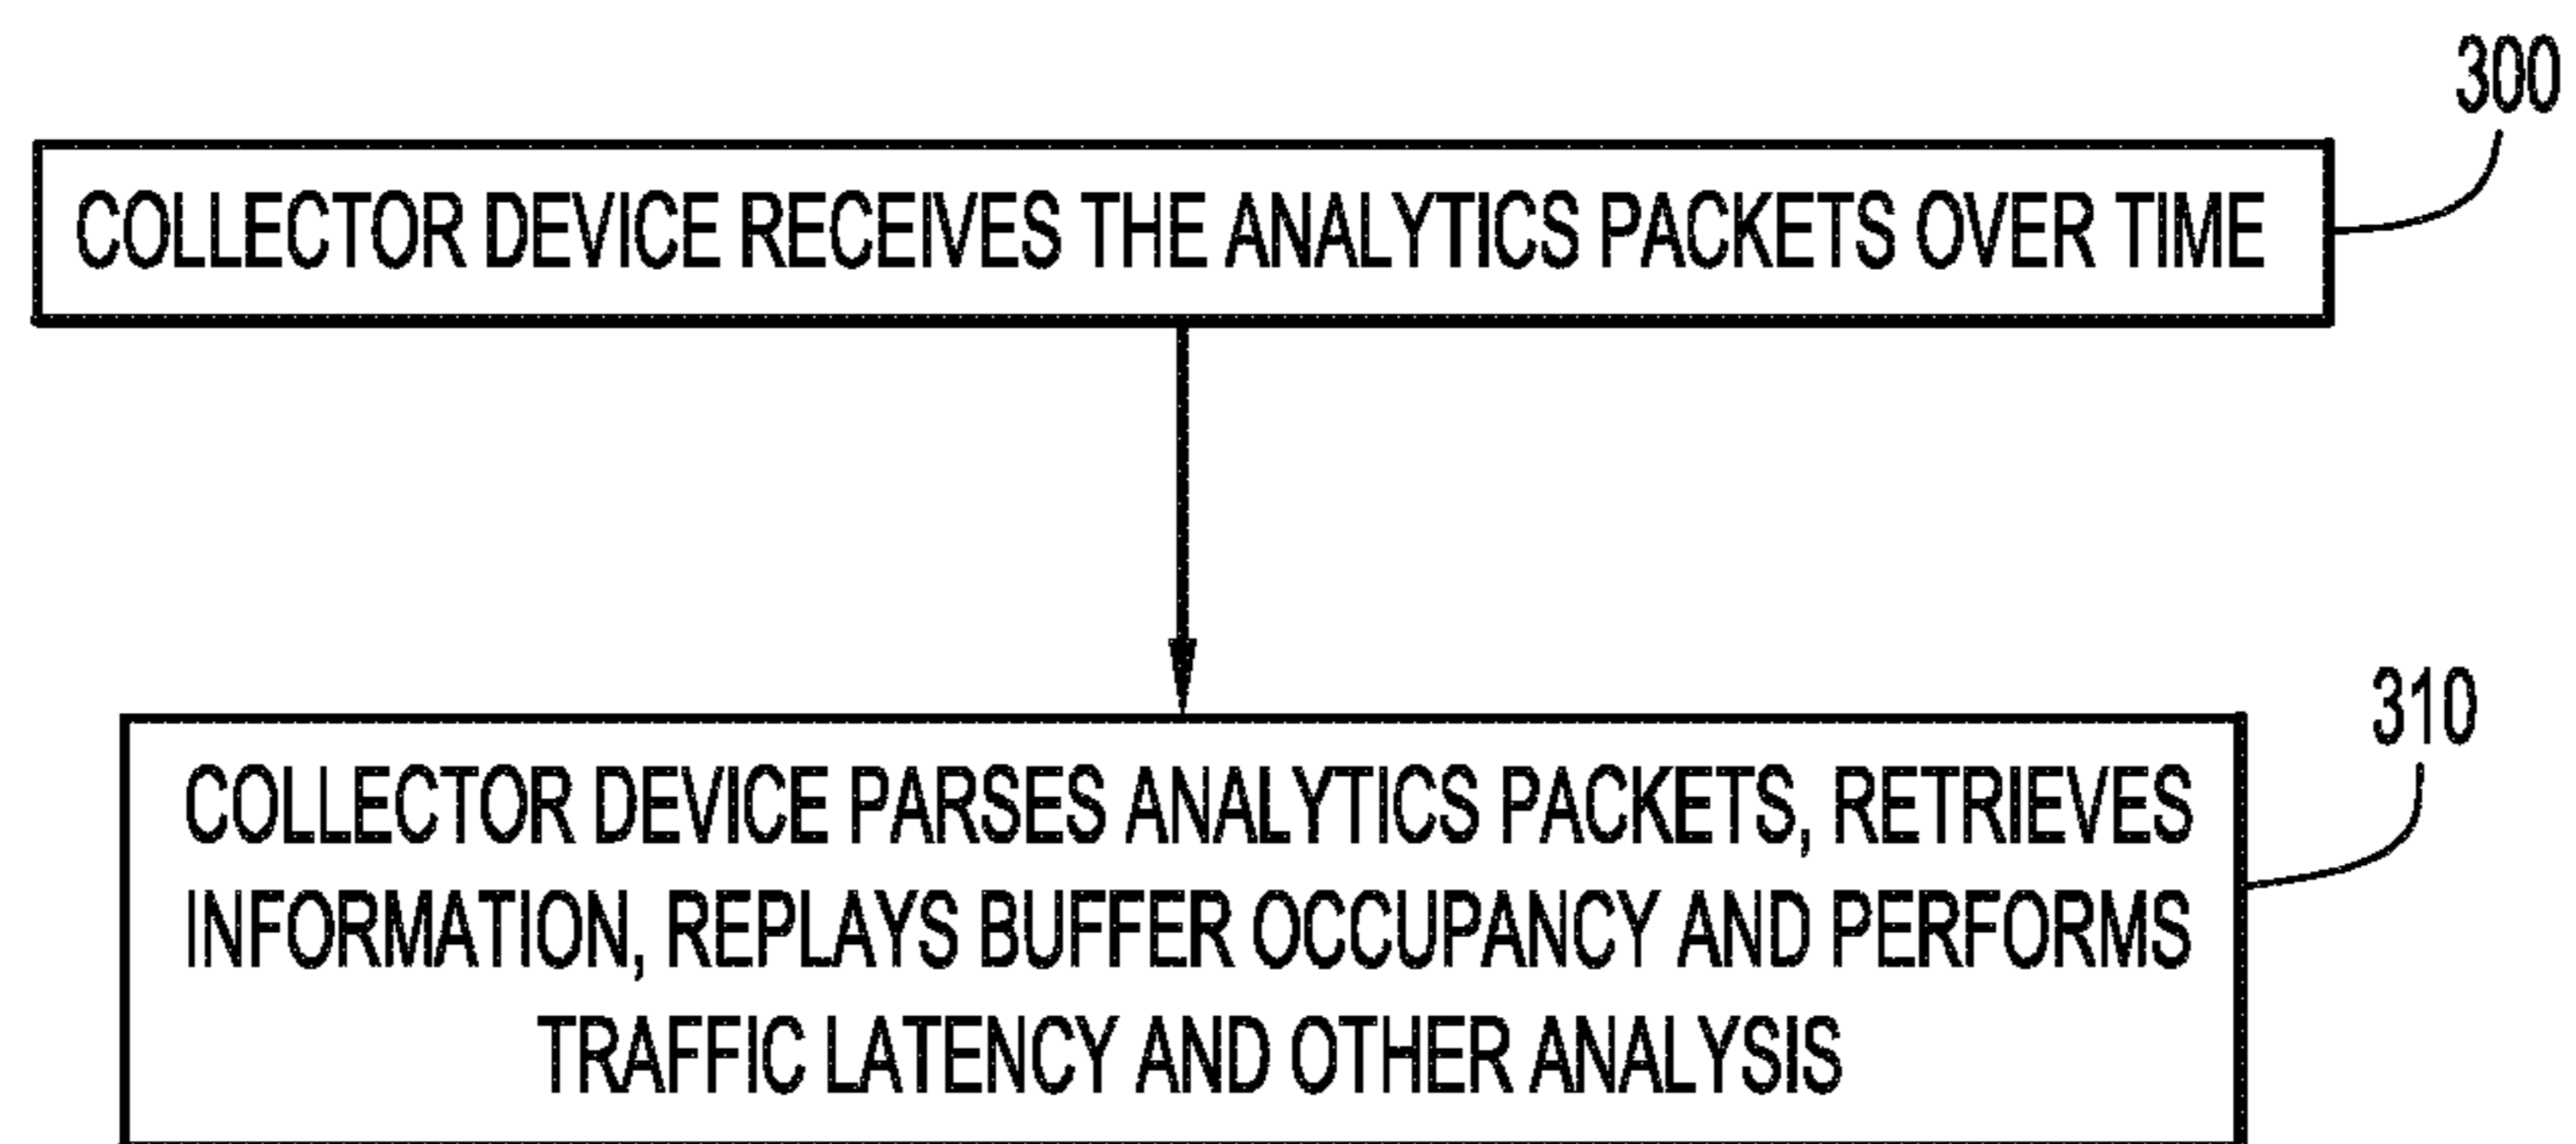 300
COLLECTOR DEVICE RECEIVES THE ANALYTICS PACKETS OVER TIME
310
COLLECTOR DEVICE PARSES ANALYTICS PACKETS, RETRIEVES
INFORMATION, REPLAYS BUFFER OCCUPANCY AND PERFORMS
TRAFFIC LATENCY AND OTHER ANALYSIS